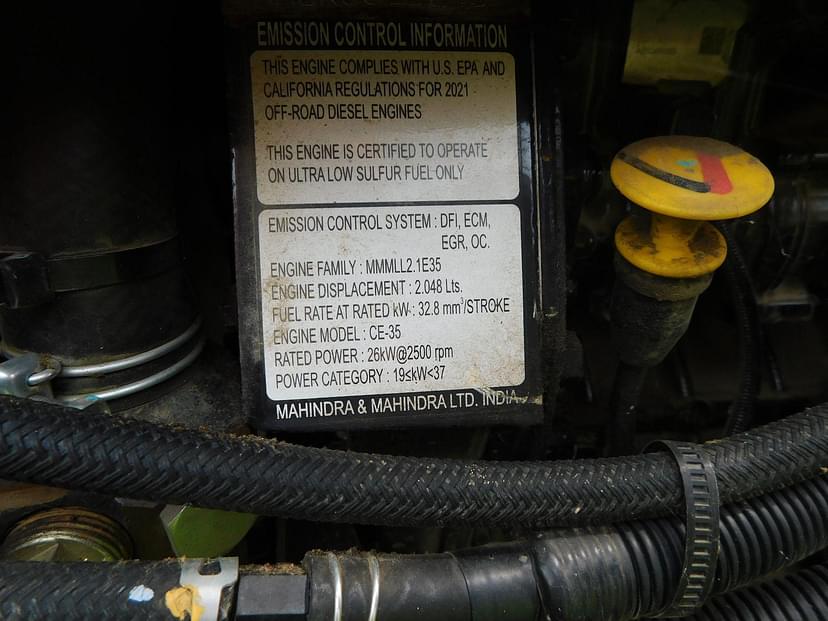 EMISSION CONTROL INFORMATION
THIS ENGINE COMPLIES WITH U.S. EPA AND
CALIFORNIA REGULATIONS FOR 2021
OFF-ROAD DIESEL ENGINES
THIS ENGINE IS CERTIFIED TO OPERATE
ON ULTRA LOW SULFUR FUEL ONLY
EMISSION CONTROL SYSTEM : DFI, ECM,
EGR, OC.
ENGINE FAMILY : MMMLL2.1E35
ENGINE DISPLACEMENT : 2.048 Lts.
FUEL RATE AT RATED kW : 32.8 mm³/STROKE
ENGINE MODEL : CE-35
RATED POWER : 26kW@2500 rpm
POWER CATEGORY : 19≤kW<37
MAHINDRA & MAHINDRA LTD. INDIA